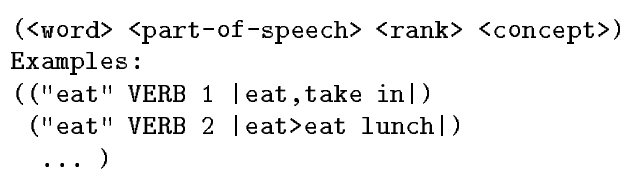 (<word> <part-of-speech> <rank> <concept>)
Examples:
(("eat" VERB 1 |eat,take in|)
("eat" VERB 2 |eat>eat lunch|)
... )